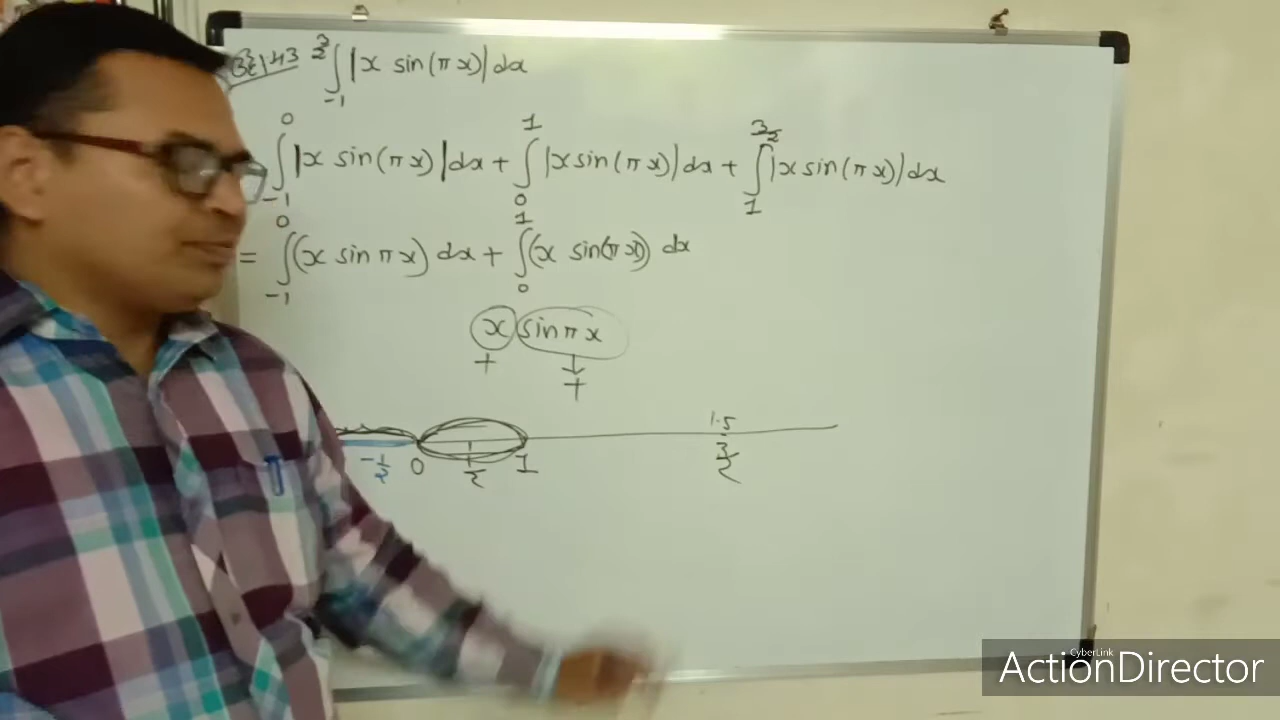 3/2 ∫ -1 |x sin(πx)| dx
0 ∫ -1 |x sin(πx)| dx + 1 ∫ 0 |x sin(πx)| dx + 3/2 ∫ 1 |x sin(πx)| dx
= 0 ∫ -1 (x sin πx) dx + 1 ∫ 0 (x sin(πx)) dx
x sin πx
+ ↓
+
1.5
-1/2 0 1/2 1 3/2
CyberLink
ActionDirector